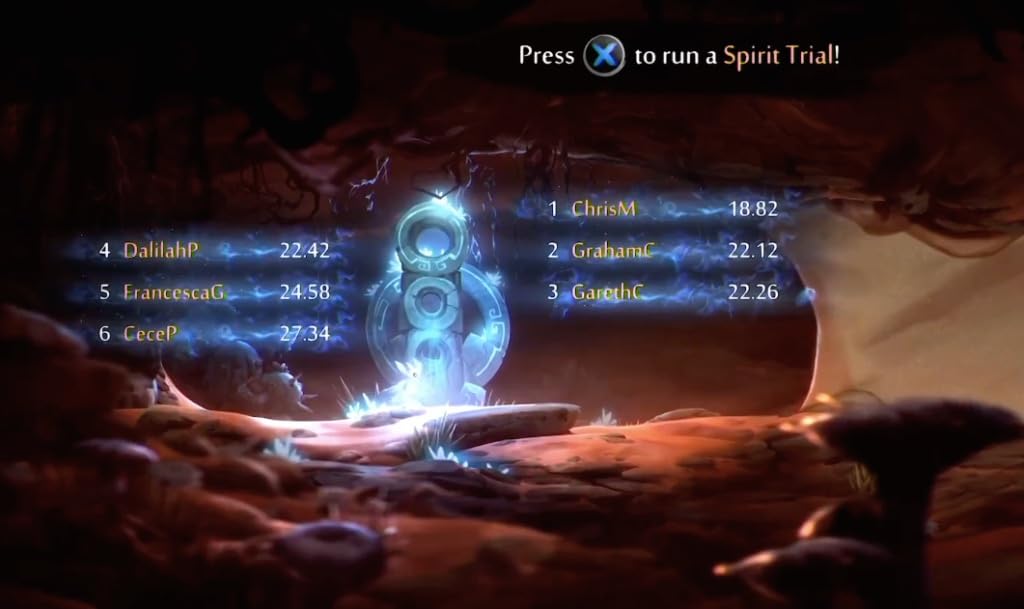 Press X to run a Spirit Trial!
1 ChrisM 18.82
2 GrahamC 22.12
3 GarethC 22.26
4 DalilahP 22.42
5 FrancescaG 24.58
6 CeceP 27.34